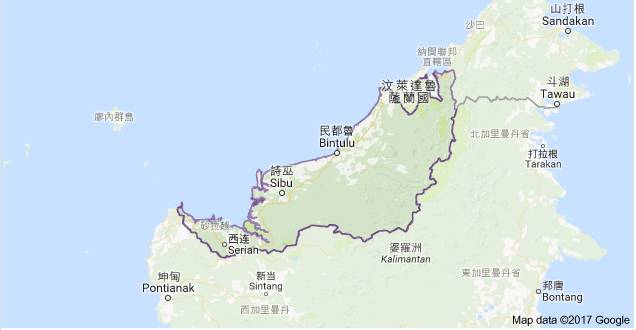 山打根
Sandakan
沙巴
納閩聯邦
直轄區
汶萊達魯
薩蘭國
斗湖
Tawau
廖內群島
民都魯
Bintulu
北加里曼丹省
打拉根
Tarakan
詩巫
Sibu
砂拉越
西连
Serian
婆羅洲
Kalimantan
坤甸
Pontianak
新当
Sintang
東加里曼丹省
邦唐
Bontang
西加里曼丹
Map data ©2017 Google